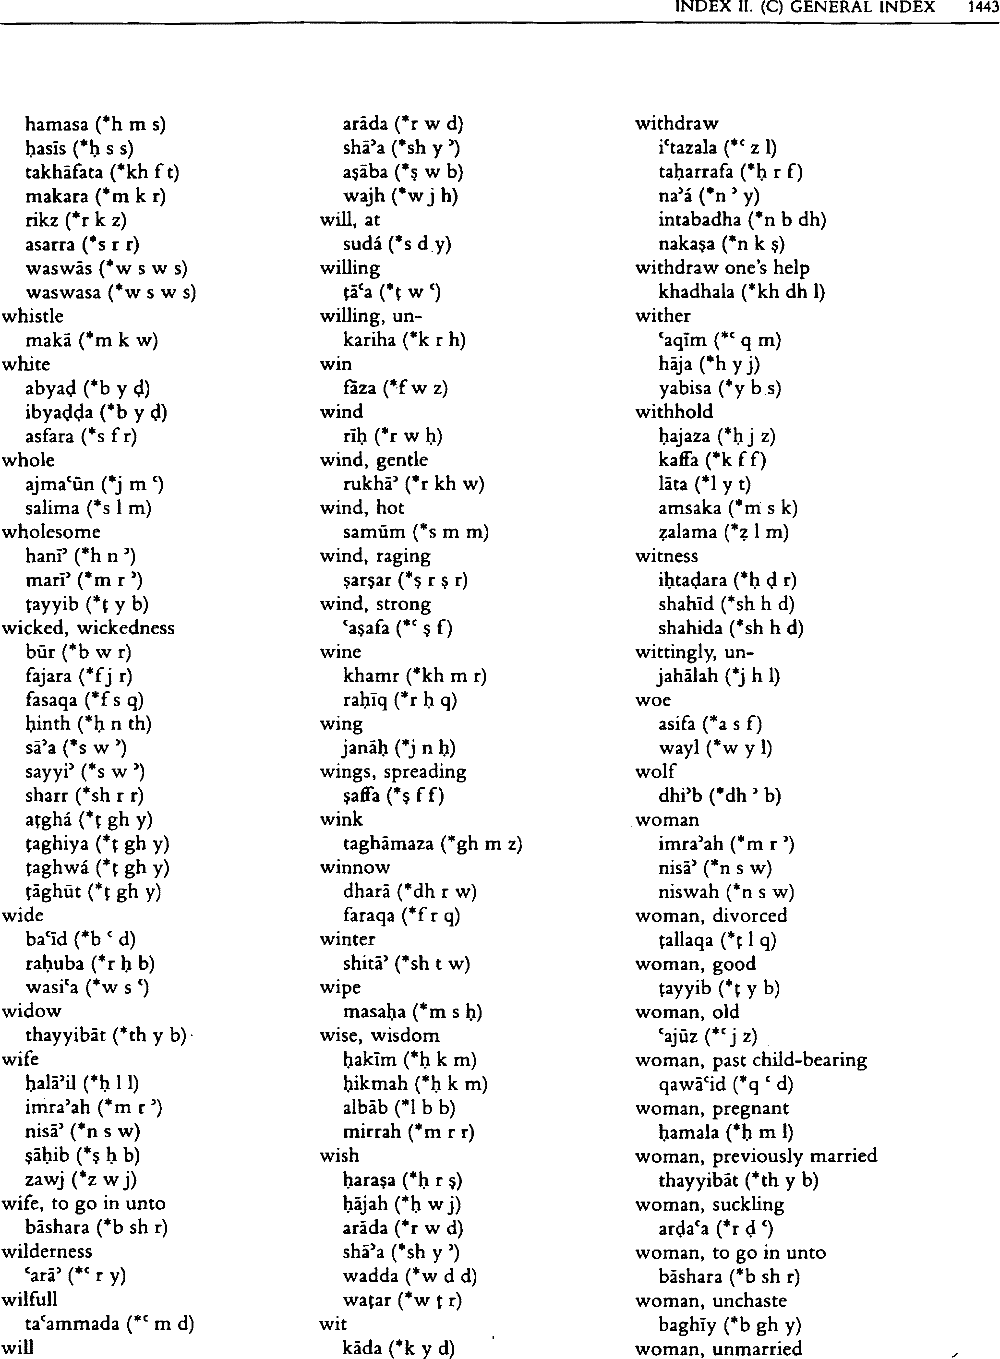 INDEX II. (C) GENERAL INDEX 1443
hamasa (*h m s)
ḥasīs (*ḥ s s)
takhāfata (*kh f t)
makara (*m k r)
rikz (*r k z)
asarra (*s r r)
waswās (*w s w s)
waswasa (*w s w s)
whistle
makā (*m k w)
white
abyaḍ (*b y ḍ)
ibyaḍḍa (*b y ḍ)
asfara (*s f r)
whole
ajmaʿūn (*j m ʿ)
salima (*s l m)
wholesome
hanīʾ (*h n ʾ)
marīʾ (*m r ʾ)
ṭayyib (*ṭ y b)
wicked, wickedness
būr (*b w r)
fajara (*f j r)
fasaqa (*f s q)
ḥinth (*ḥ n th)
sāʾa (*s w ʾ)
sayyiʾ (*s w ʾ)
sharr (*sh r r)
aṭghá (*ṭ gh y)
ṭaghiya (*ṭ gh y)
ṭaghwá (*ṭ gh y)
ṭāghūt (*ṭ gh y)
wide
baʿīd (*b ʿ d)
raḥuba (*r ḥ b)
wasiʿa (*w s ʿ)
widow
thayyibāt (*th y b)
wife
ḥalāʾil (*ḥ l l)
imraʾah (*m r ʾ)
nisāʾ (*n s w)
ṣāḥib (*ṣ ḥ b)
zawj (*z w j)
wife, to go in unto
bāshara (*b sh r)
wilderness
ʿarāʾ (*ʿ r y)
wilfull
taʿammada (*ʿ m d)
will
arāda (*r w d)
shāʾa (*sh y ʾ)
aṣāba (*ṣ w b)
wajh (*w j h)
will, at
sudá (*s d y)
willing
ṭāʿa (*ṭ w ʿ)
willing, un-
kariha (*k r h)
win
fāza (*f w z)
wind
rīḥ (*r w ḥ)
wind, gentle
rukhāʾ (*r kh w)
wind, hot
samūm (*s m m)
wind, raging
ṣarṣar (*ṣ r ṣ r)
wind, strong
ʿaṣafa (*ʿ ṣ f)
wine
khamr (*kh m r)
raḥīq (*r ḥ q)
wing
janāḥ (*j n ḥ)
wings, spreading
ṣaffa (*ṣ f f)
wink
taghāmaza (*gh m z)
winnow
dharā (*dh r w)
faraqa (*f r q)
winter
shitāʾ (*sh t w)
wipe
masaḥa (*m s ḥ)
wise, wisdom
ḥakīm (*ḥ k m)
ḥikmah (*ḥ k m)
albāb (*l b b)
mirrah (*m r r)
wish
ḥaraṣa (*ḥ r ṣ)
ḥājah (*ḥ w j)
arāda (*r w d)
shāʾa (*sh y ʾ)
wadda (*w d d)
waṭar (*w ṭ r)
wit
kāda (*k y d)
withdraw
iʿtazala (*ʿ z l)
taḥarrafa (*ḥ r f)
naʾá (*n ʾ y)
intabadha (*n b dh)
nakaṣa (*n k ṣ)
withdraw one's help
khadhala (*kh dh l)
wither
ʿaqīm (*ʿ q m)
hāja (*h y j)
yabisa (*y b s)
withhold
ḥajaza (*ḥ j z)
kaffa (*k f f)
lāta (*l y t)
amsaka (*m s k)
ẓalama (*ẓ l m)
witness
iḥtaḍara (*ḥ ḍ r)
shahīd (*sh h d)
shahida (*sh h d)
wittingly, un-
jahālah (*j h l)
woe
asifa (*a s f)
wayl (*w y l)
wolf
dhiʾb (*dh ʾ b)
woman
imraʾah (*m r ʾ)
nisāʾ (*n s w)
niswah (*n s w)
woman, divorced
ṭallaqa (*ṭ l q)
woman, good
ṭayyib (*ṭ y b)
woman, old
ʿajūz (*ʿ j z)
woman, past child-bearing
qawāʿid (*q ʿ d)
woman, pregnant
ḥamala (*ḥ m l)
woman, previously married
thayyibāt (*th y b)
woman, suckling
arḍaʿa (*r ḍ ʿ)
woman, to go in unto
bāshara (*b sh r)
woman, unchaste
baghīy (*b gh y)
woman, unmarried